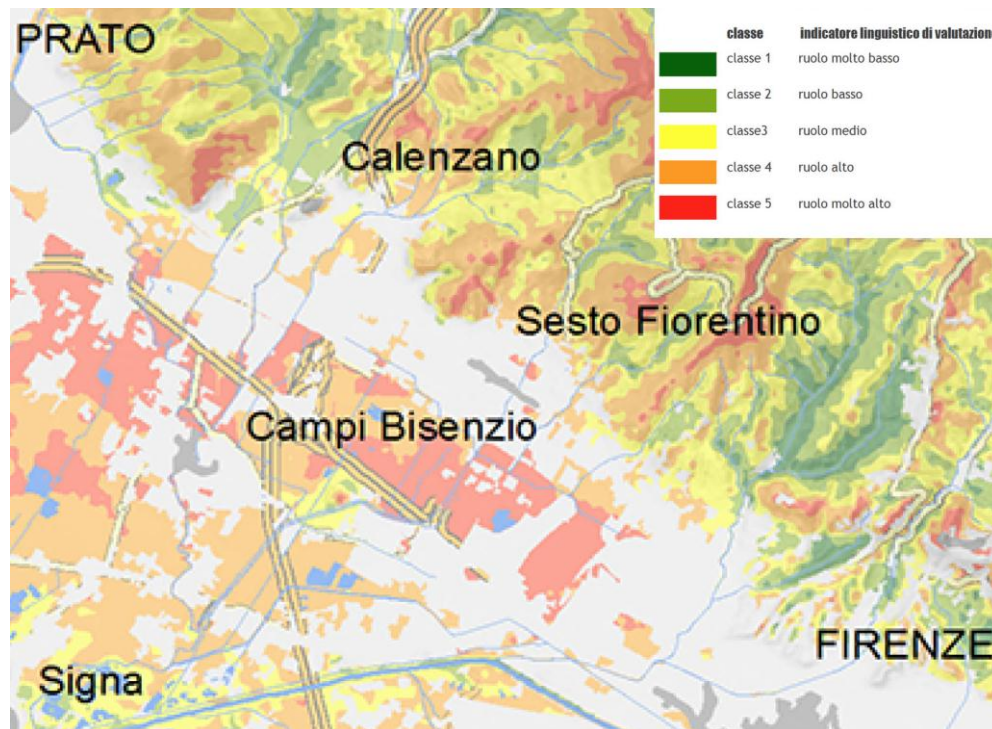 PRATO
Calenzano
Sesto Fiorentino
Campi Bisenzio
Signa
FIRENZE
classe indicatore linguistico di valutazione
classe 1 ruolo molto basso
classe 2 ruolo basso
classe3 ruolo medio
classe 4 ruolo alto
classe 5 ruolo molto alto